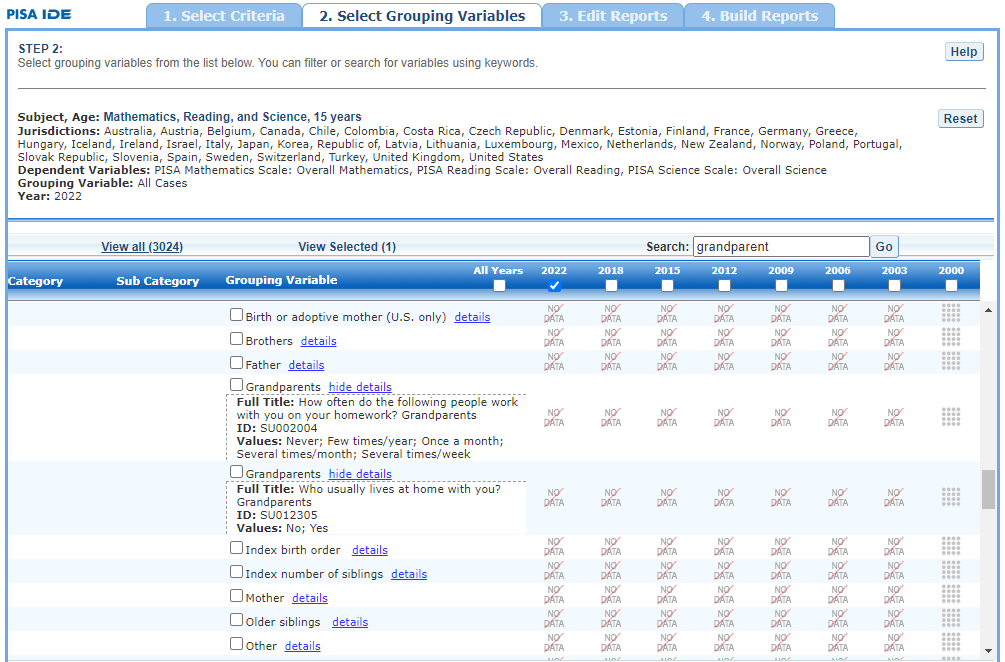 PISA IDE
1. Select Criteria
2. Select Grouping Variables
3. Edit Reports
4. Build Reports
STEP 2:
Help
Select grouping variables from the list below. You can filter or search for variables using keywords.
Subject, Age: Mathematics, Reading, and Science, 15 years
Reset
Jurisdictions: Australia, Austria, Belgium, Canada, Chile, Colombia, Costa Rica, Czech Republic, Denmark, Estonia, Finland, France, Germany, Greece,
Hungary, Iceland, Ireland, Israel, Italy, Japan, Korea, Republic of, Latvia, Lithuania, Luxembourg, Mexico, Netherlands, New Zealand, Norway, Poland, Portugal,
Slovak Republic, Slovenia, Spain, Sweden, Switzerland, Turkey, United Kingdom, United States
Dependent Variables: PISA Mathematics Scale: Overall Mathematics, PISA Reading Scale: Overall Reading, PISA Science Scale: Overall Science
Grouping Variable: All Cases
Year: 2022
View all (3024) View Selected (1) Search: grandparent Go
Category Sub Category Grouping Variable All Years 2022 2018 2015 2012 2009 2006 2003 2000
Birth or adoptive mother (U.S. only) details NO DATA NO DATA NO DATA NO DATA NO DATA NO DATA NO DATA
Brothers details NO DATA NO DATA NO DATA NO DATA NO DATA NO DATA NO DATA
Father details NO DATA NO DATA NO DATA NO DATA NO DATA NO DATA NO DATA
Grandparents hide details
Full Title: How often do the following people work
with you on your homework? Grandparents
NO DATA NO DATA NO DATA NO DATA NO DATA NO DATA NO DATA
ID: SU002004
Values: Never; Few times/year; Once a month;
Several times/month; Several times/week
Grandparents hide details
Full Title: Who usually lives at home with you?
Grandparents
NO DATA NO DATA NO DATA NO DATA NO DATA NO DATA NO DATA
ID: SU012305
Values: No; Yes
Index birth order details NO DATA NO DATA NO DATA NO DATA NO DATA NO DATA NO DATA
Index number of siblings details NO DATA NO DATA NO DATA NO DATA NO DATA NO DATA NO DATA
Mother details NO DATA NO DATA NO DATA NO DATA NO DATA NO DATA NO DATA
Older siblings details NO DATA NO DATA NO DATA NO DATA NO DATA NO DATA NO DATA
Other details NO DATA NO DATA NO DATA NO DATA NO DATA NO DATA NO DATA